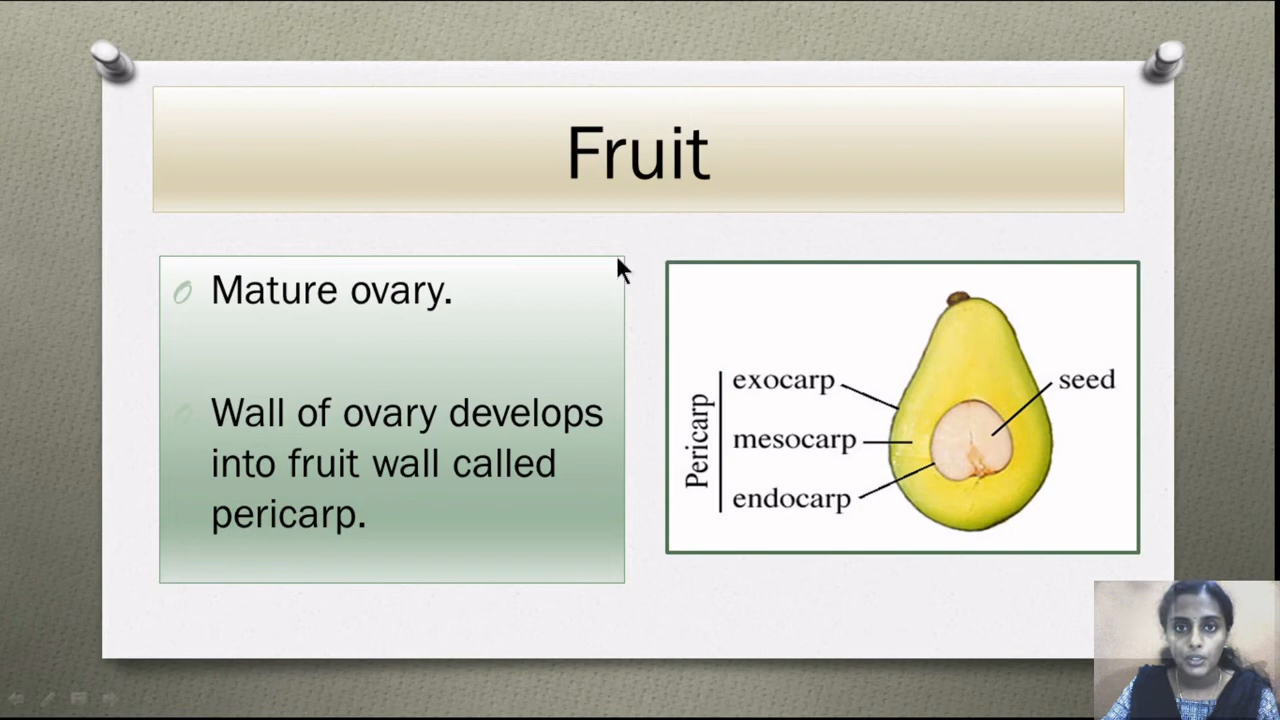 Fruit
Mature ovary.
Wall of ovary develops
into fruit wall called
pericarp.
Pericarp
exocarp
mesocarp
endocarp
seed